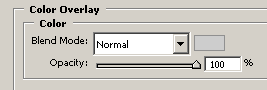 Color Overlay
Color
Blend Mode: Normal
Opacity: 100 %